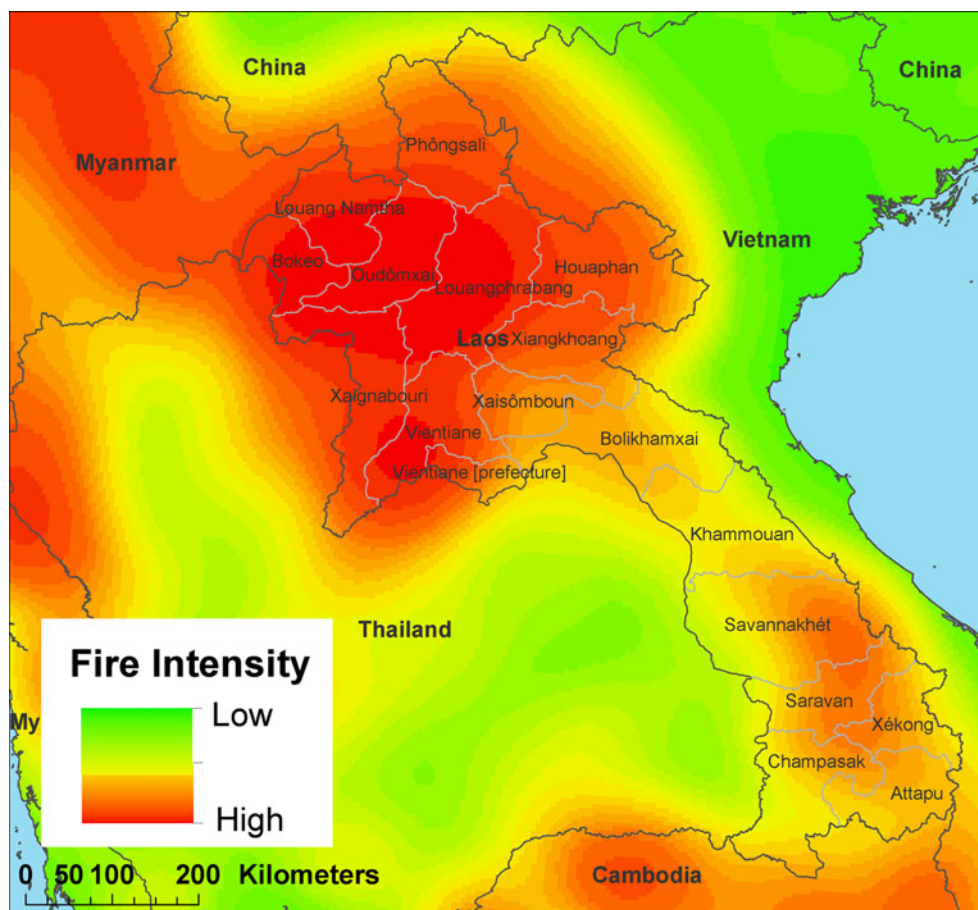 China
China
Phôngsali
Myanmar
Louang Namtha
Vietnam
Bokeo
Oudômxai
Houaphan
Louangphrabang
Laos
Xiangkhoang
Xaignabouri
Xaisômboun
Vientiane
Bolikhamxai
Vientiane [prefecture]
Khammouan
Savannakhét
Thailand
Fire Intensity
Low
High
My
Saravan
Xékong
Champasak
Attapu
Cambodia
0 50 100 200 Kilometers